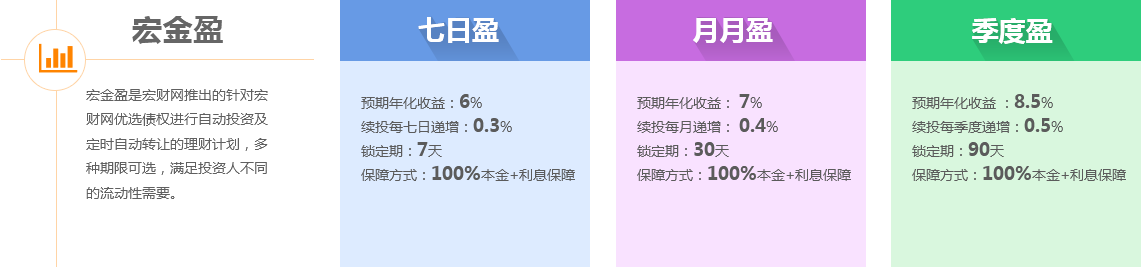 宏金盈
宏金盈是宏财网推出的针对宏
财网优选债权进行自动投资及
定时自动转让的理财计划，多
种期限可选，满足投资人不同
的流动性需要。
七日盈
预期年化收益：6%
续投每七日递增：0.3%
锁定期：7天
保障方式：100%本金+利息保障
月月盈
预期年化收益： 7%
续投每月递增： 0.4%
锁定期：30天
保障方式：100%本金+利息保障
季度盈
预期年化收益 ：8.5%
续投每季度递增：0.5%
锁定期：90天
保障方式：100%本金+利息保障